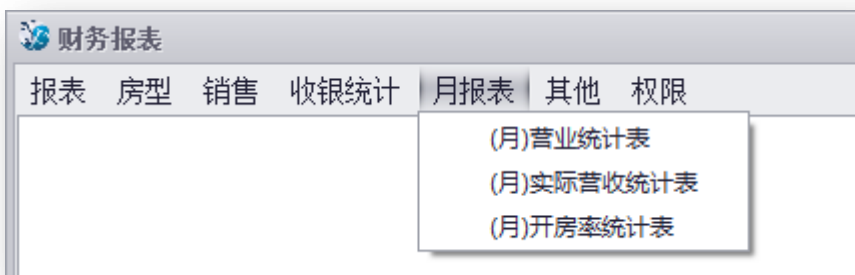 财务报表
报表 房型 销售 收银统计 月报表 其他 权限
(月)营业统计表
(月)实际营收统计表
(月)开房率统计表